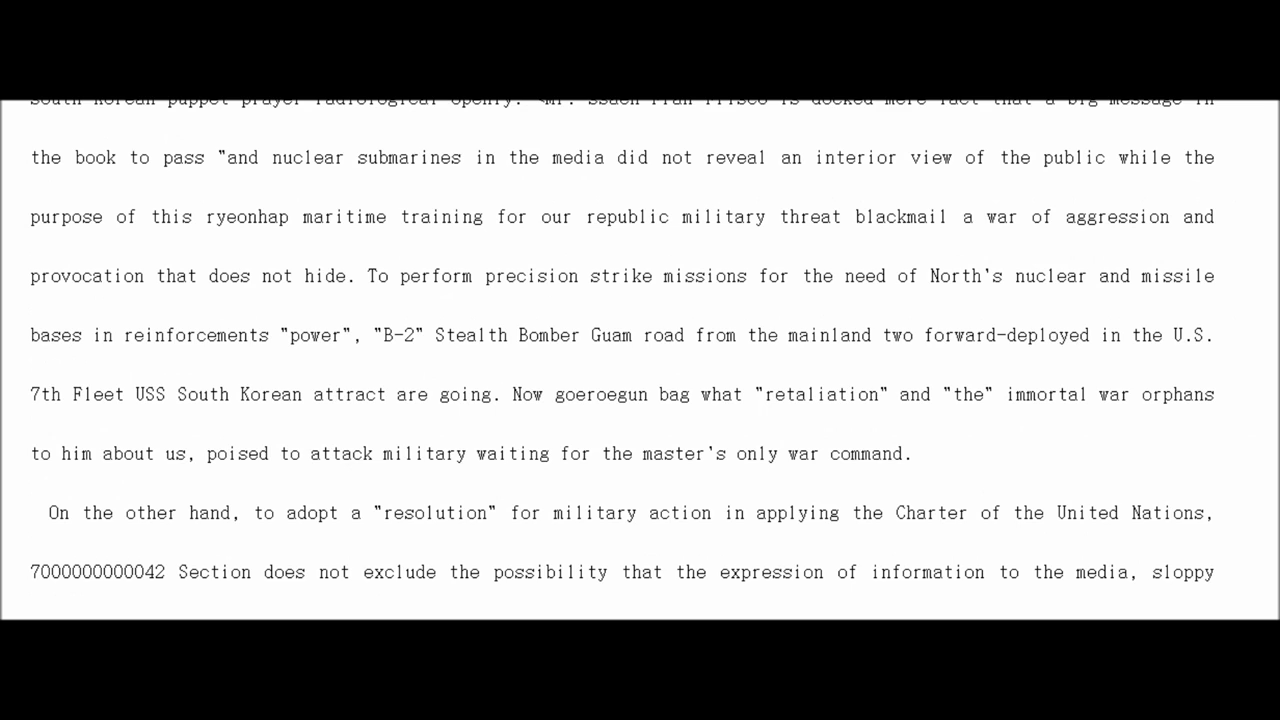 the book to pass "and nuclear submarines in the media did not reveal an interior view of the public while the
purpose of this ryeonhap maritime training for our republic military threat blackmail a war of aggression and
provocation that does not hide. To perform precision strike missions for the need of North's nuclear and missile
bases in reinforcements "power", "B-2" Stealth Bomber Guam road from the mainland two forward-deployed in the U.S.
7th Fleet USS South Korean attract are going. Now goeroegun bag what "retaliation" and "the" immortal war orphans
to him about us, poised to attack military waiting for the master's only war command.
On the other hand, to adopt a "resolution" for military action in applying the Charter of the United Nations,
7000000000042 Section does not exclude the possibility that the expression of information to the media, sloppy